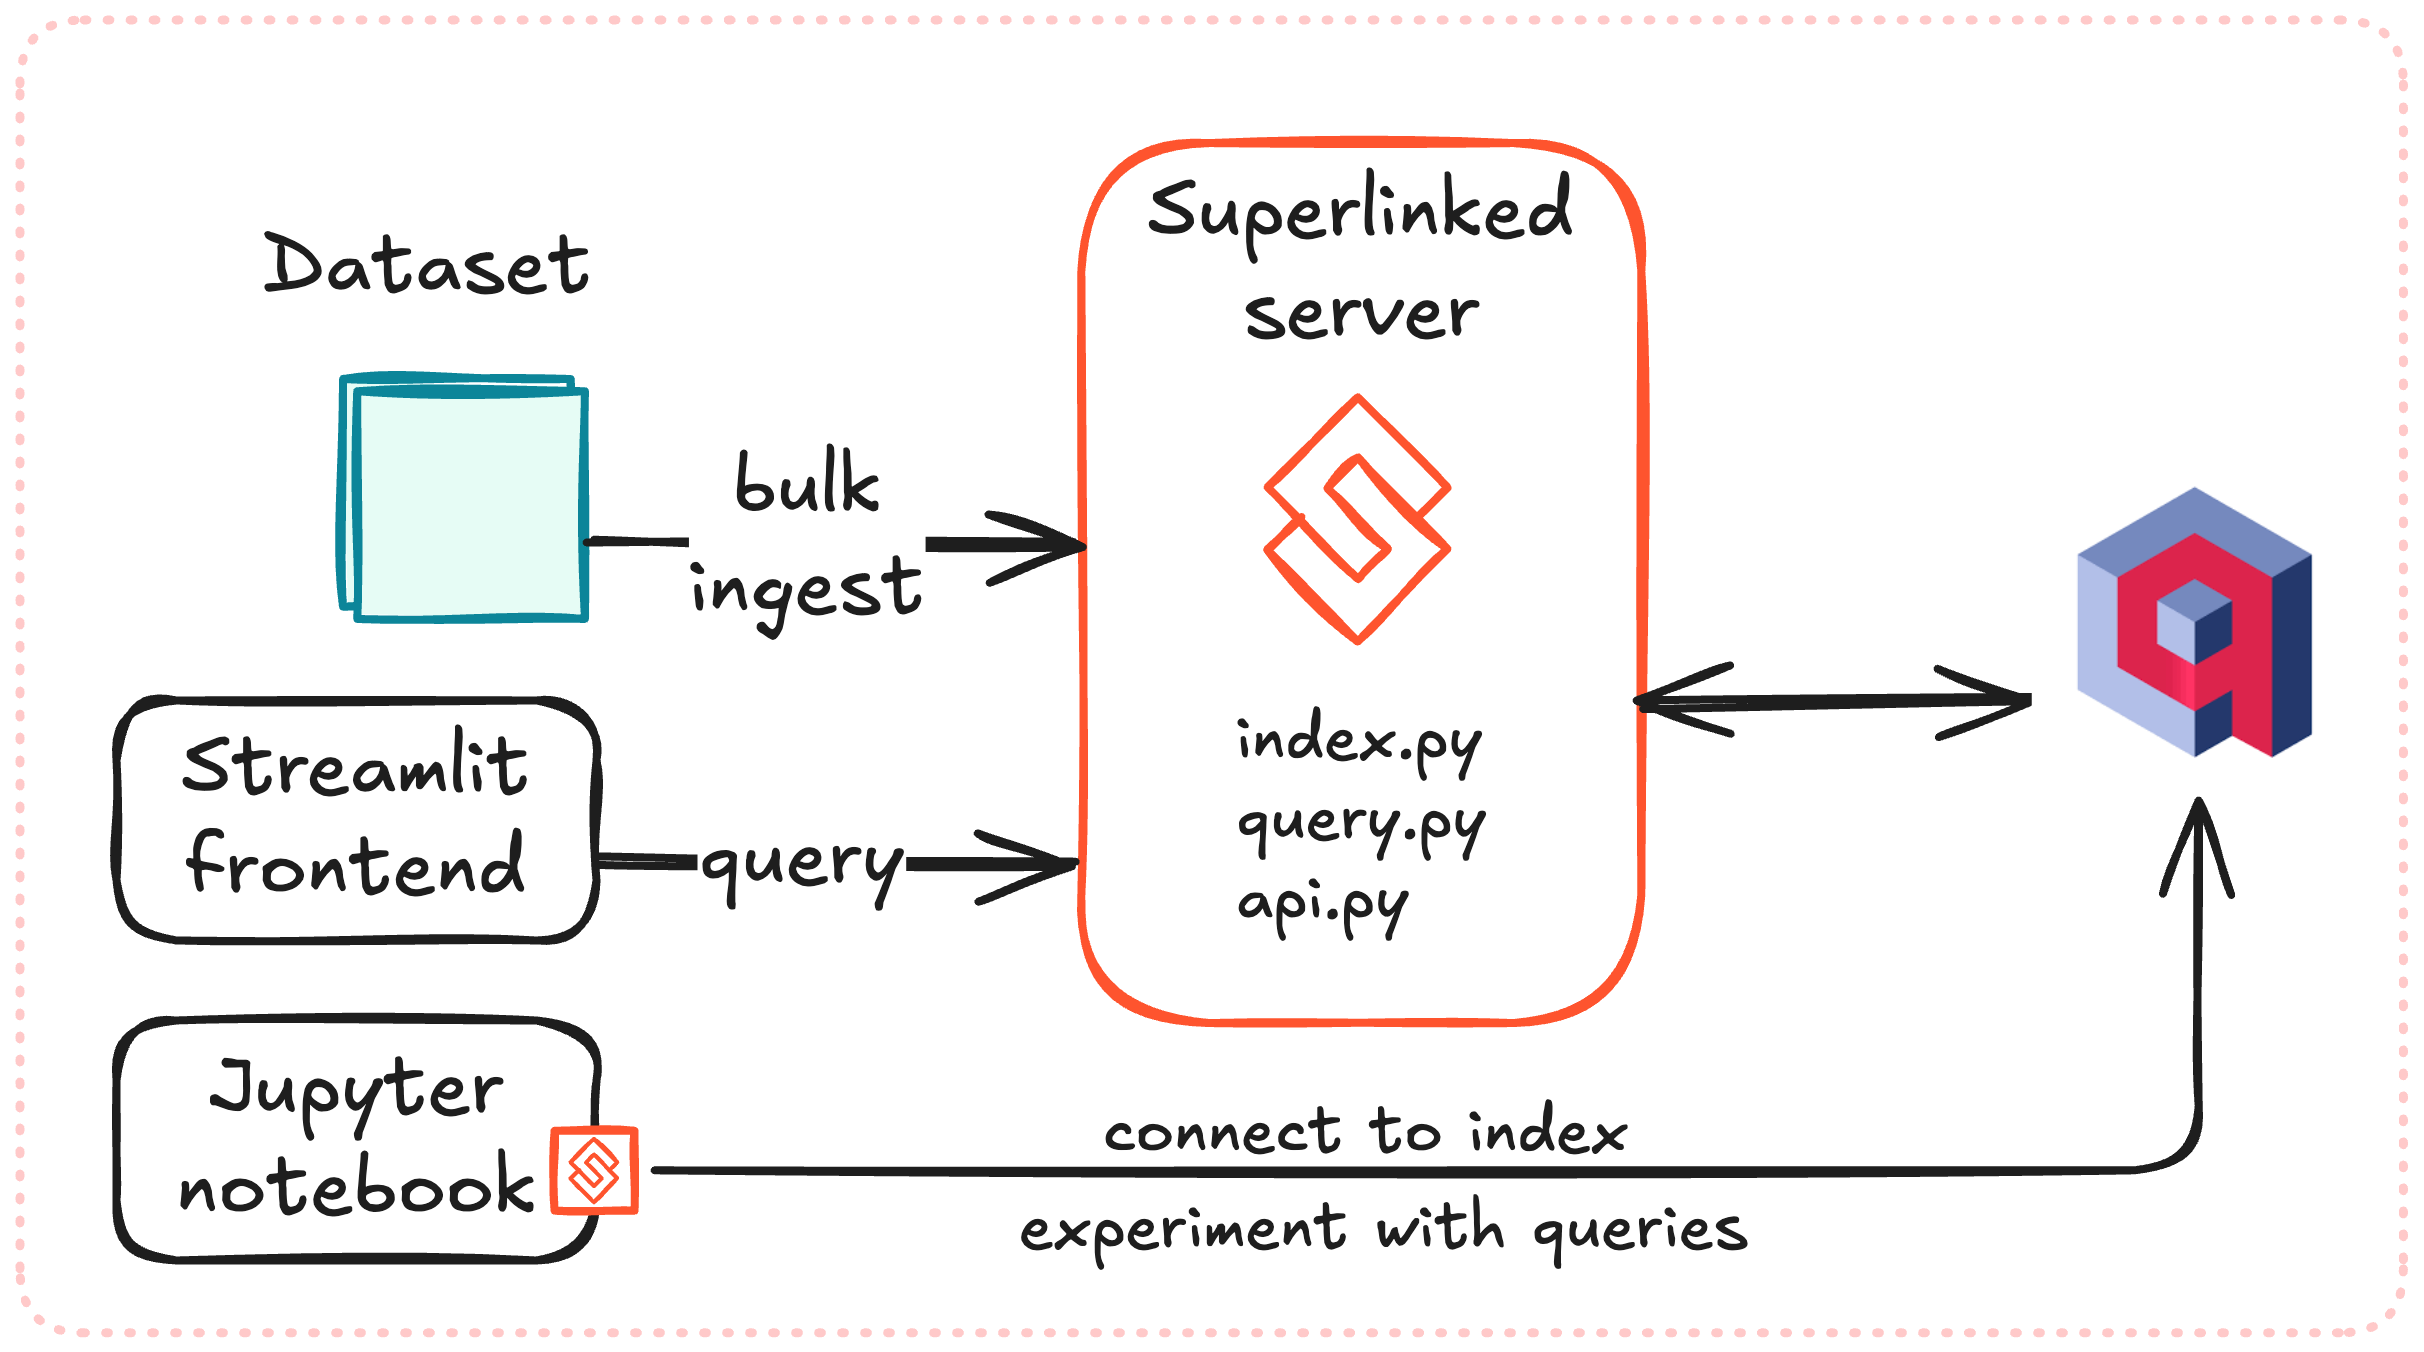 Dataset
bulk
ingest
Superlinked
server
index.py
query.py
api.py
Streamlit
frontend
query
Jupyter
notebook
connect to index
experiment with queries